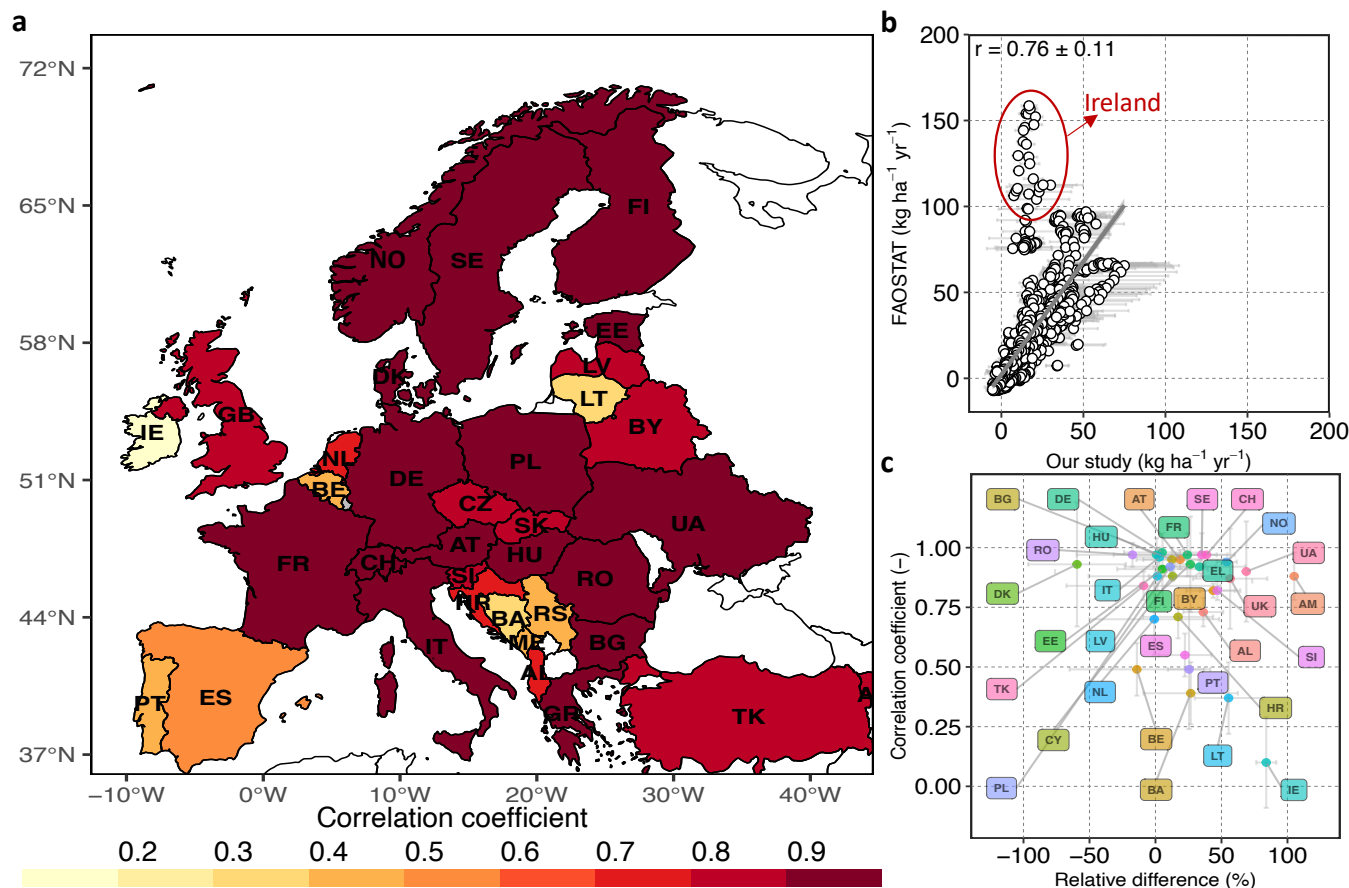 a
72°N
65°N
58°N
51°N
44°N
37°N
NO
SE
FI
EE
DK
LV
LT
BY
IE
GB
NL
BE
DE
PL
CZ
SK
UA
FR
CH
AT
HU
SI
HR
RO
BA
RS
IT
ME
BG
AL
PT
ES
GR
TK
A
−10°W
0°W
10°W
20°W
30°W
40°W
Correlation coefficient
0.2
0.3
0.4
0.5
0.6
0.7
0.8
0.9
b
r = 0.76 ± 0.11
Ireland
FAOSTAT (kg ha⁻¹ yr⁻¹)
200
150
100
50
0
0
50
100
150
200
Our study (kg ha⁻¹ yr⁻¹)
c
Correlation coefficient (−)
1.00
0.75
0.50
0.25
0.00
BG
DE
AT
SE
CH
HU
FR
NO
RO
UA
EL
DK
IT
FI
BY
UK
AM
EE
LV
ES
AL
SI
TK
NL
PT
HR
CY
BE
LT
PL
BA
IE
−100
−50
0
50
100
Relative difference (%)